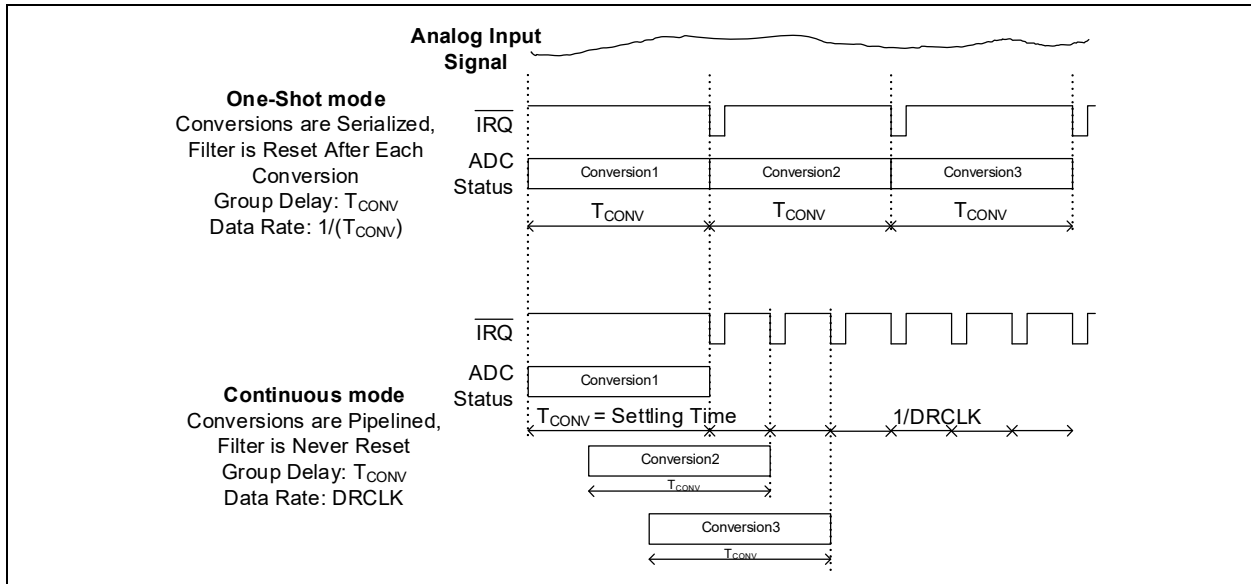 Analog Input
Signal
One-Shot mode
Conversions are Serialized,
Filter is Reset After Each
Conversion
Group Delay: TCONV
Data Rate: 1/(TCONV)
IRQ
ADC
Status
Conversion1
Conversion2
Conversion3
TCONV
TCONV
TCONV
Continuous mode
Conversions are Pipelined,
Filter is Never Reset
Group Delay: TCONV
Data Rate: DRCLK
IRQ
ADC
Status
Conversion1
TCONV = Settling Time
1/DRCLK
Conversion2
TCONV
Conversion3
TCONV